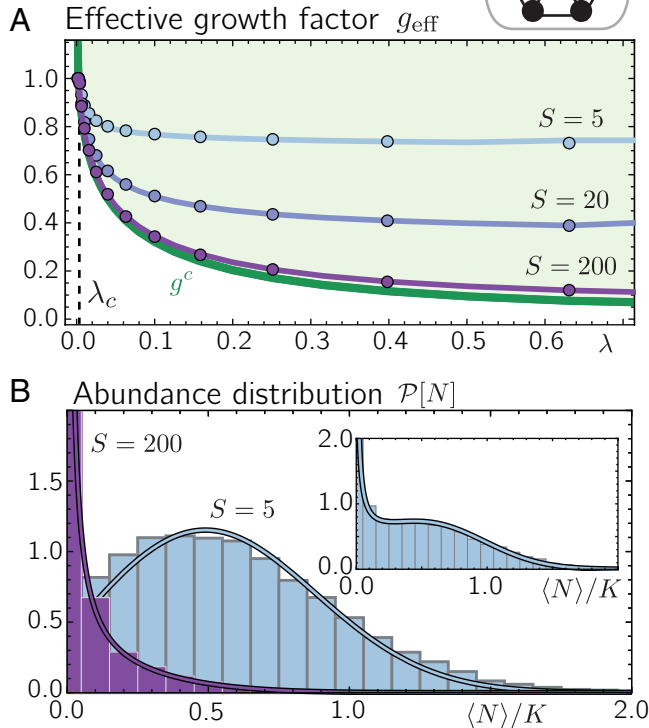 A Effective growth factor g_eff
1.0
0.8
0.6
0.4
0.2
0.0
S = 5
S = 20
S = 200
λ_c
g^c
0.0 0.1 0.2 0.3 0.4 0.5 0.6 λ
B Abundance distribution 𝒫[N]
S = 200
S = 5
1.5
1.0
0.5
0.0
2.0
1.0
0.0
0.0 1.0 ⟨N⟩/K
0.0 0.5 1.0 ⟨N⟩/K 2.0